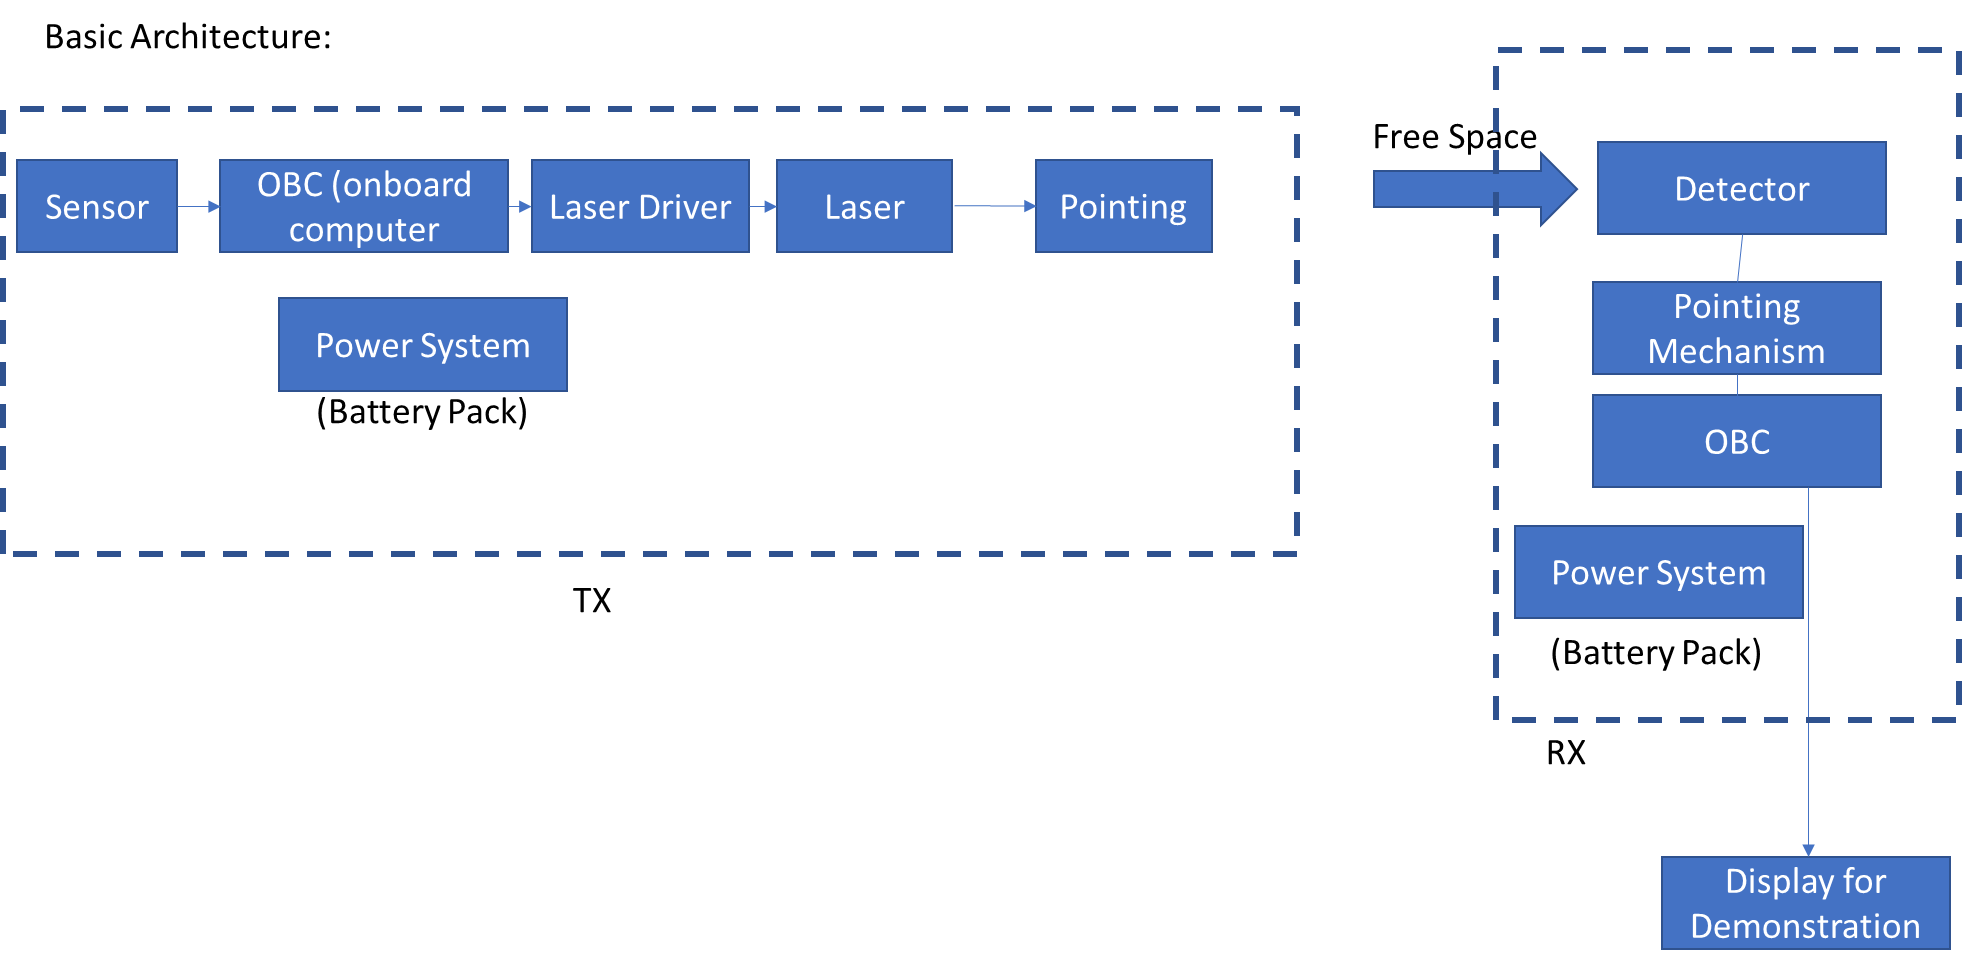 Basic Architecture:
Sensor
OBC (onboard
computer
Laser Driver
Laser
Pointing
Power System
(Battery Pack)
TX
Free Space
Detector
Pointing
Mechanism
OBC
Power System
(Battery Pack)
RX
Display for
Demonstration